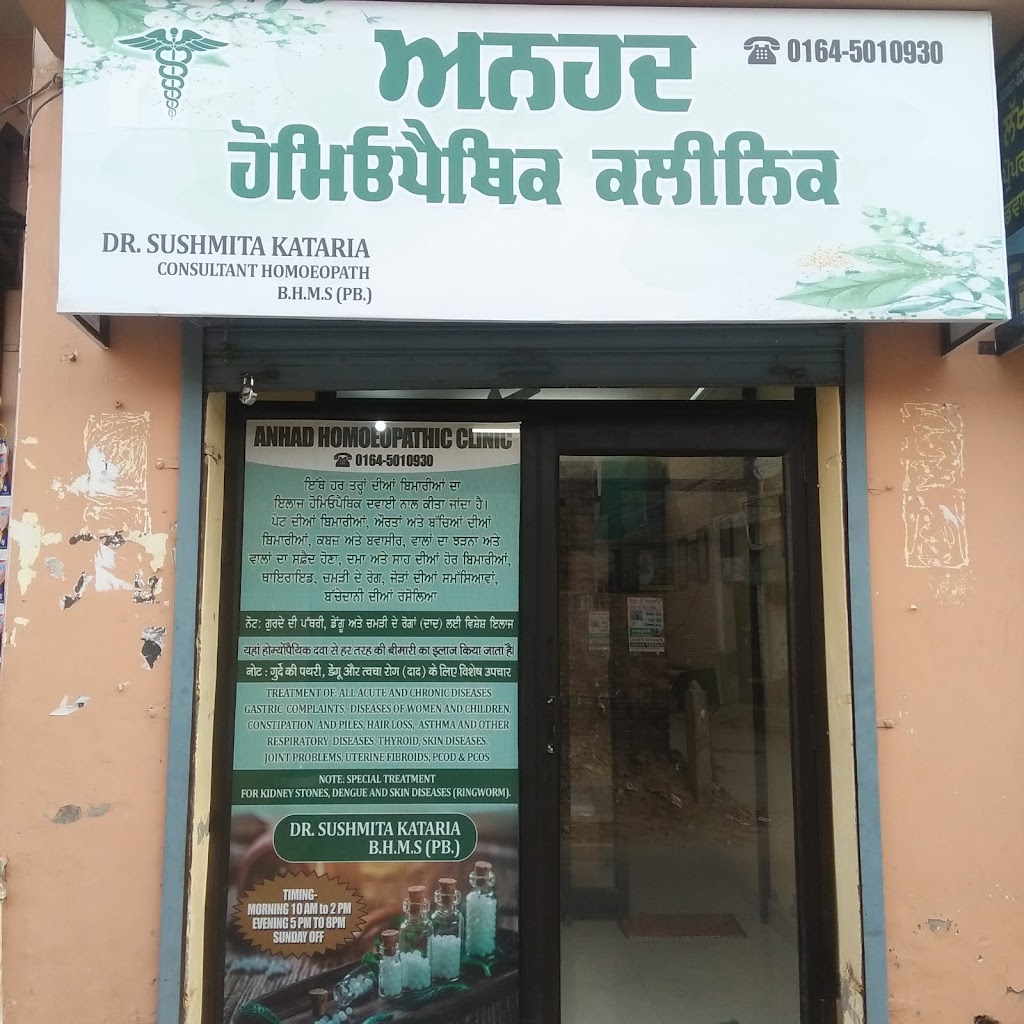 ਅਨਹਦ
0164-5010930
ਹੋਮਿਓਪੈਥਿਕ ਕਲੀਨਿਕ
DR. SUSHMITA KATARIA
CONSULTANT HOMOEOPATH
B.H.M.S (PB.)
ANHAD HOMOEOPATHIC CLINIC
0164-5010930
ਇੱਥੇ ਹਰ ਤਰ੍ਹਾਂ ਦੀਆਂ ਬਿਮਾਰੀਆਂ ਦਾ
ਇਲਾਜ ਹੋਮਿਓਪੈਥਿਕ ਦਵਾਈ ਨਾਲ ਕੀਤਾ ਜਾਂਦਾ ਹੈ।
ਪੇਟ ਦੀਆਂ ਬਿਮਾਰੀਆਂ, ਔਰਤਾਂ ਅਤੇ ਬੱਚਿਆਂ ਦੀਆਂ
ਬਿਮਾਰੀਆਂ, ਕਬਜ਼ ਅਤੇ ਬਵਾਸੀਰ, ਵਾਲਾਂ ਦਾ ਝੜਨਾ ਅਤੇ
ਵਾਲਾਂ ਦਾ ਸਫੈਦ ਹੋਣਾ, ਦਮਾ ਅਤੇ ਸਾਹ ਦੀਆਂ ਹੋਰ ਬਿਮਾਰੀਆਂ,
ਥਾਇਰਾਇਡ, ਚਮੜੀ ਦੇ ਰੋਗ, ਜੋੜਾਂ ਦੀਆਂ ਸਮੱਸਿਆਵਾਂ,
ਬੱਚੇਦਾਨੀ ਦੀਆਂ ਰਸੋਲਿਆ
ਨੋਟ: ਗੁਰਦੇ ਦੀ ਪੱਥਰੀ, ਡੇਂਗੂ ਅਤੇ ਚਮੜੀ ਦੇ ਰੋਗਾਂ (ਦਾਦ) ਲਈ ਵਿਸ਼ੇਸ਼ ਇਲਾਜ
यहां होम्योपैथिक दवा से हर तरह की बीमारी का इलाज किया जाता है।
नोट : गुर्दे की पथरी, डेंगू और त्वचा रोग (दाद) के लिए विशेष उपचार
TREATMENT OF: ALL ACUTE AND CHRONIC DISEASES
GASTRIC COMPLAINTS, DISEASES OF WOMEN AND CHILDREN,
CONSTIPATION AND PILES, HAIR LOSS, ASTHMA AND OTHER
RESPIRATORY DISEASES, THYROID, SKIN DISEASES,
JOINT PROBLEMS, UTERINE FIBROIDS, PCOD & PCOS
NOTE: SPECIAL TREATMENT
FOR KIDNEY STONES, DENGUE AND SKIN DISEASES (RINGWORM).
DR. SUSHMITA KATARIA
B.H.M.S (PB.)
TIMING-
MORNING 10 AM to 2 PM
EVENING 5 PM TO 8PM
SUNDAY OFF